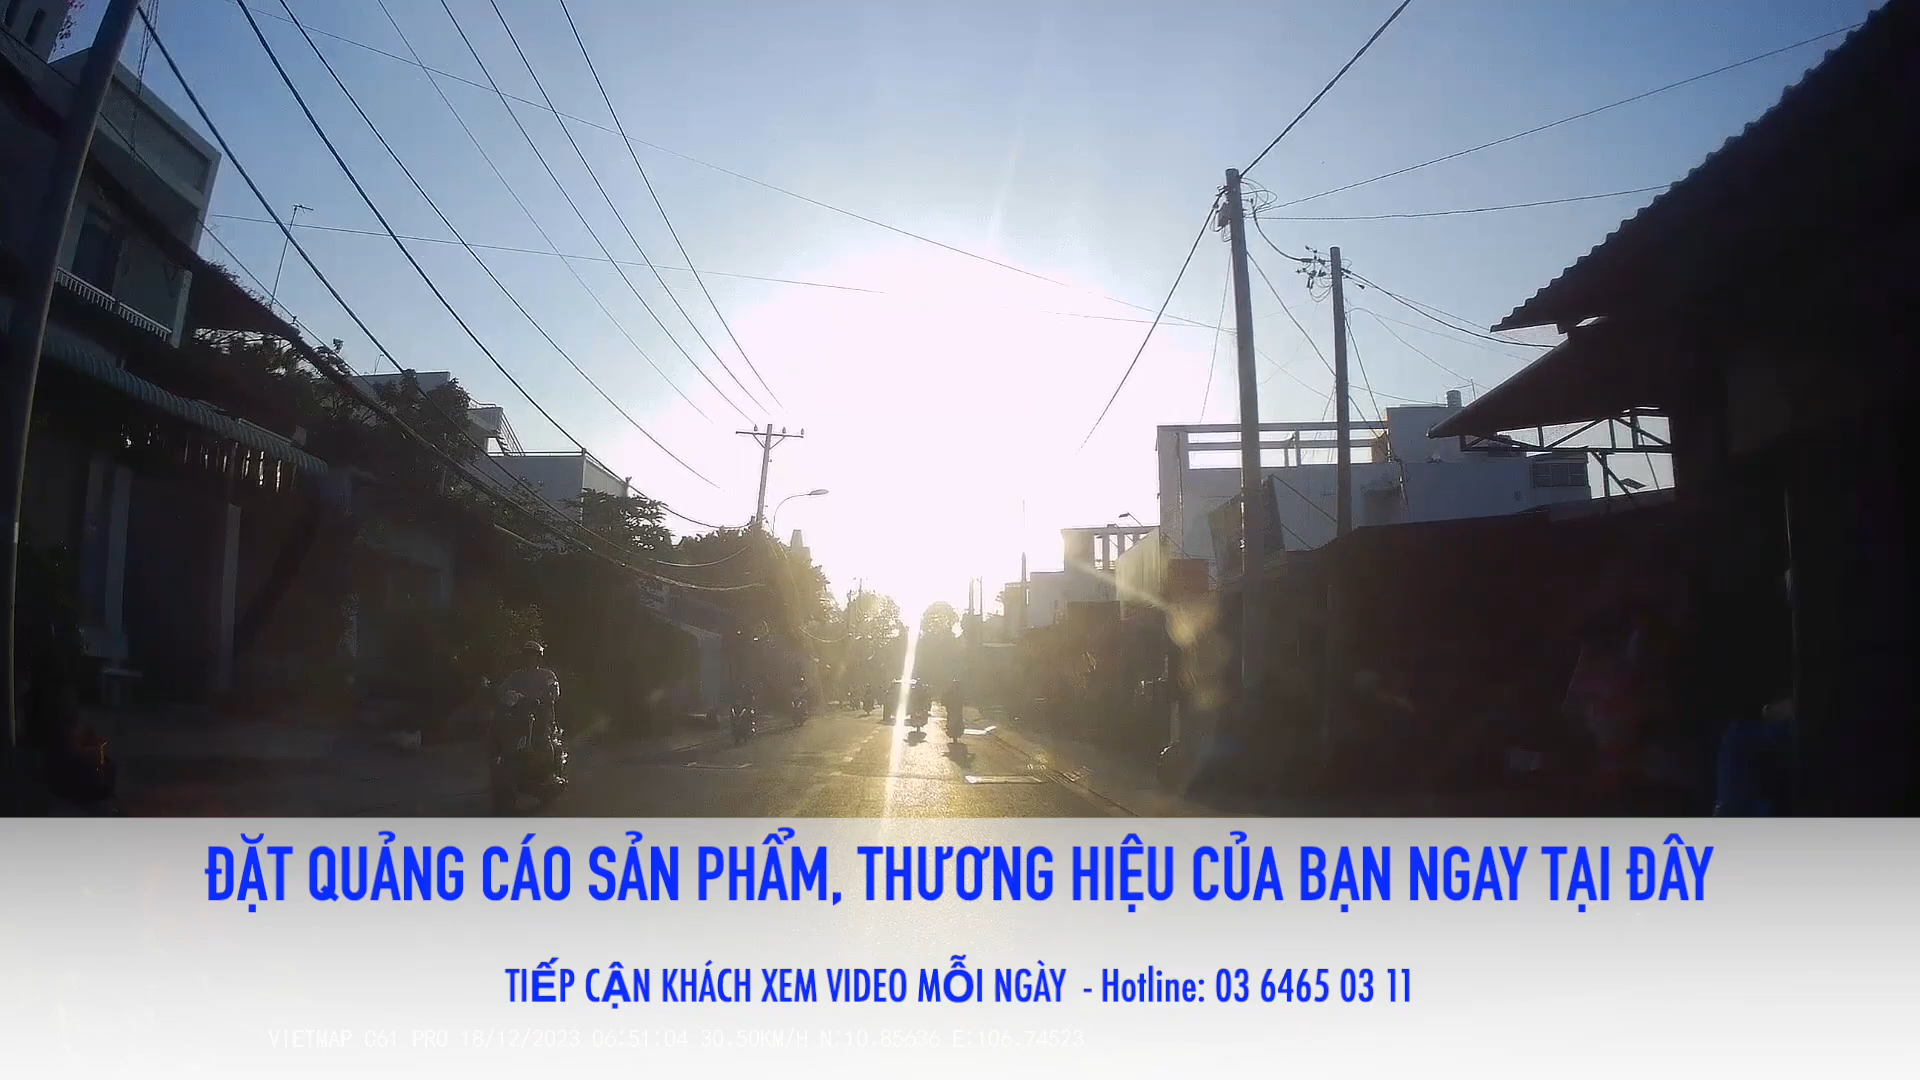 ĐẶT QUẢNG CÁO SẢN PHẨM, THƯƠNG HIỆU CỦA BẠN NGAY TẠI ĐÂY
TIẾP CẬN KHÁCH XEM VIDEO MỖI NGÀY - Hotline: 03 6465 03 11
VIETMAP C61 PRO 18/12/2023 06:51:04 30.50KM/H N:10.85636 E:106.74523